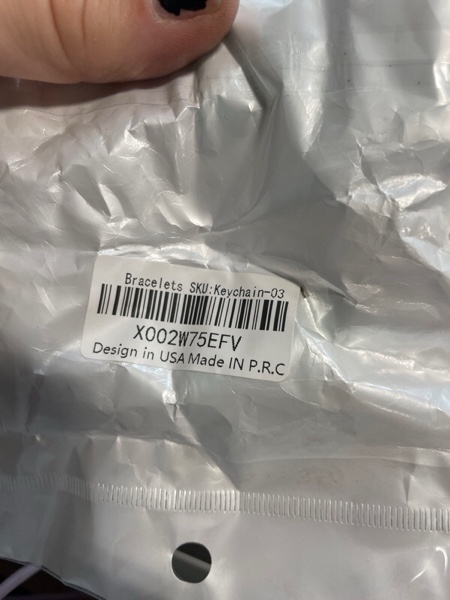 Bracelets SKU:Keychain-03
X002W75EFV
Design in USA Made IN P.R.C